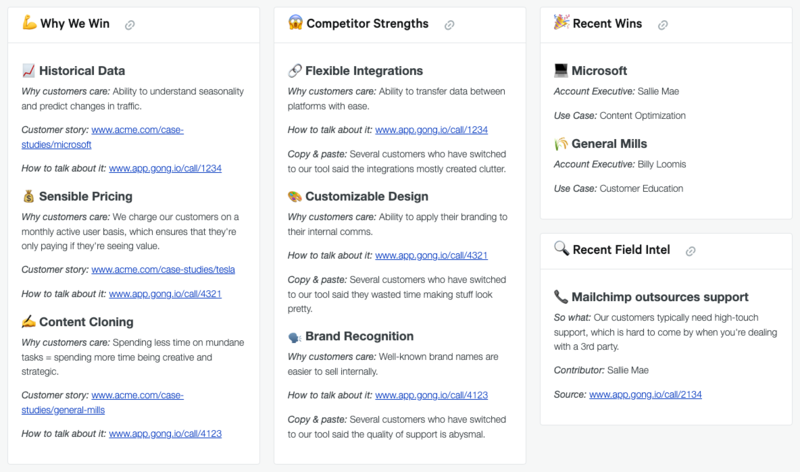 Why We Win
Historical Data
Why customers care: Ability to understand seasonality
and predict changes in traffic.
Customer story: www.acme.com/case-
studies/microsoft
How to talk about it: www.app.gong.io/call/1234
Sensible Pricing
Why customers care: We charge our customers on a
monthly active user basis, which ensures that they're
only paying if they're seeing value.
Customer story: www.acme.com/case-studies/tesla
How to talk about it: www.app.gong.io/call/4321
Content Cloning
Why customers care: Spending less time on mundane
tasks = spending more time being creative and
strategic.
Customer story: www.acme.com/case-
studies/general-mills
How to talk about it: www.app.gong.io/call/4123
Competitor Strengths
Flexible Integrations
Why customers care: Ability to transfer data between
platforms with ease.
How to talk about it: www.app.gong.io/call/1234
Copy & paste: Several customers who have switched
to our tool said the integrations mostly created clutter.
Customizable Design
Why customers care: Ability to apply their branding to
their internal comms.
How to talk about it: www.app.gong.io/call/4321
Copy & paste: Several customers who have switched
to our tool said they wasted time making stuff look
pretty.
Brand Recognition
Why customers care: Well-known brand names are
easier to sell internally.
How to talk about it: www.app.gong.io/call/4123
Copy & paste: Several customers who have switched
to our tool said the quality of support is abysmal.
Recent Wins
Microsoft
Account Executive: Sallie Mae
Use Case: Content Optimization
General Mills
Account Executive: Billy Loomis
Use Case: Customer Education
Recent Field Intel
Mailchimp outsources support
So what: Our customers typically need high-touch
support, which is hard to come by when you're dealing
with a 3rd party.
Contributor: Sallie Mae
Source: www.app.gong.io/call/2134